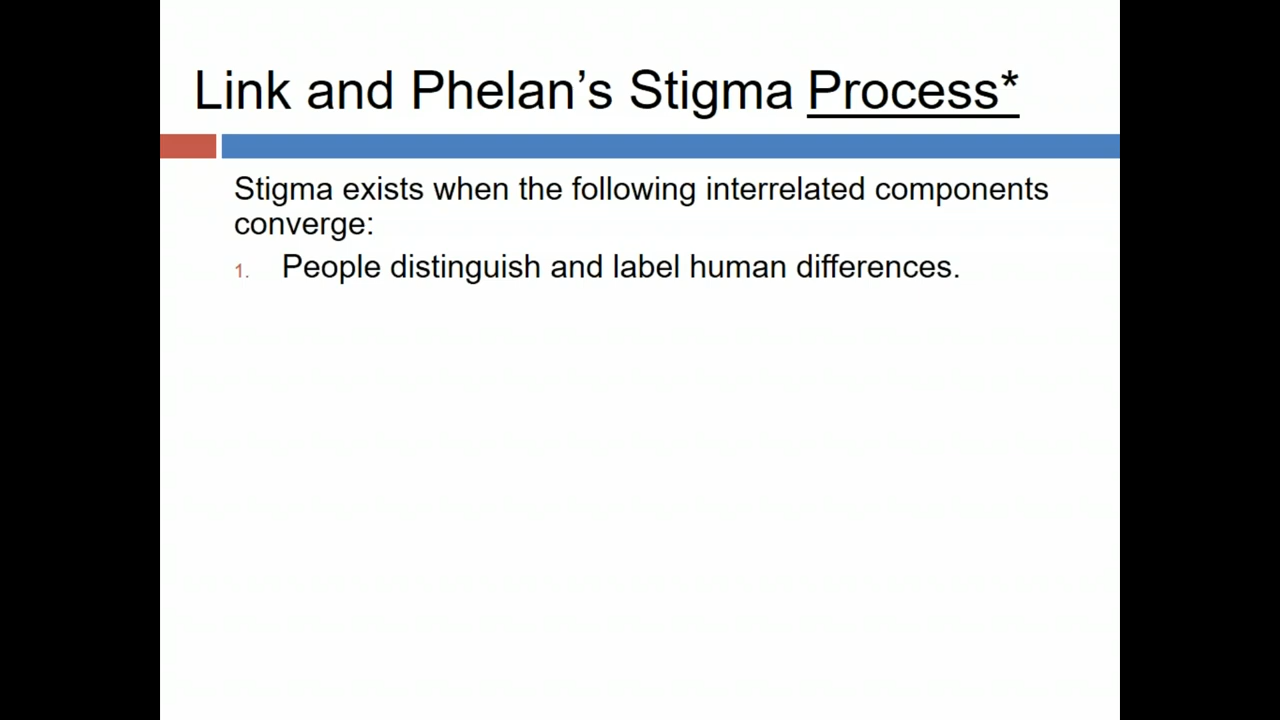 Link and Phelan’s Stigma Process*
Stigma exists when the following interrelated components
converge:
1. People distinguish and label human differences.